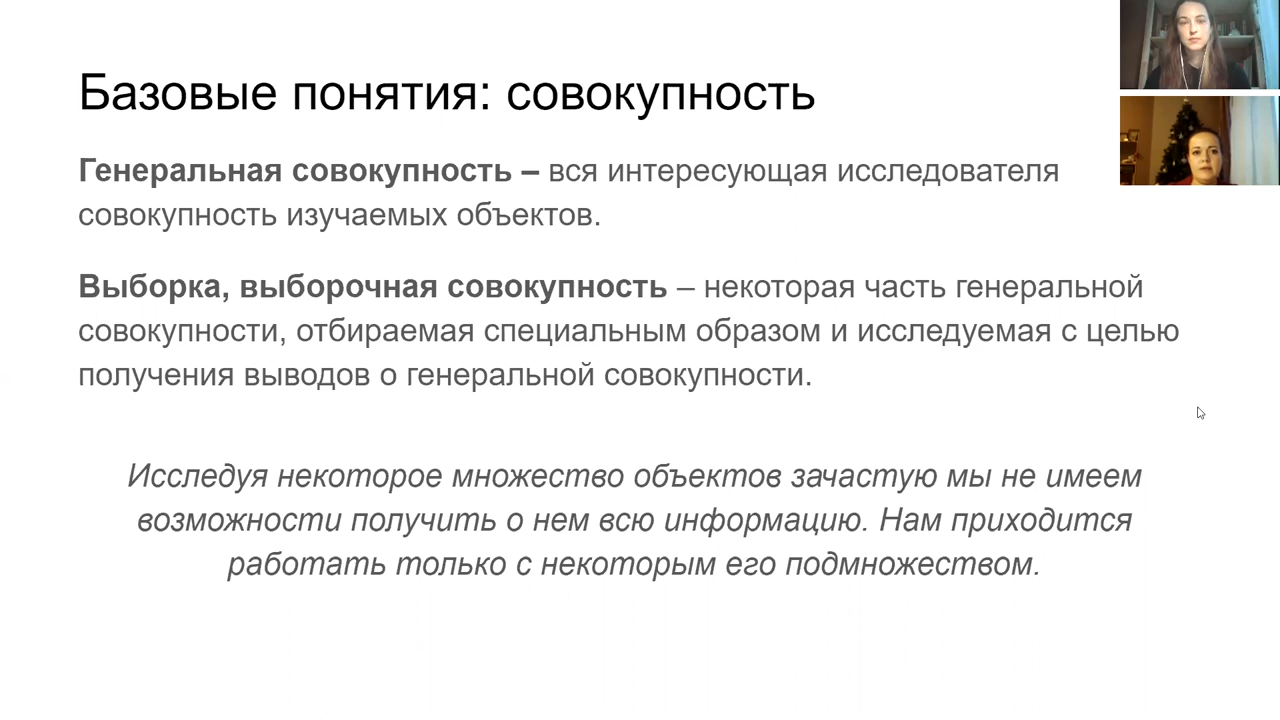 Базовые понятия: совокупность
Генеральная совокупность – вся интересующая исследователя
совокупность изучаемых объектов.
Выборка, выборочная совокупность – некоторая часть генеральной
совокупности, отбираемая специальным образом и исследуемая с целью
получения выводов о генеральной совокупности.
Исследуя некоторое множество объектов зачастую мы не имеем
возможности получить о нем всю информацию. Нам приходится
работать только с некоторым его подмножеством.